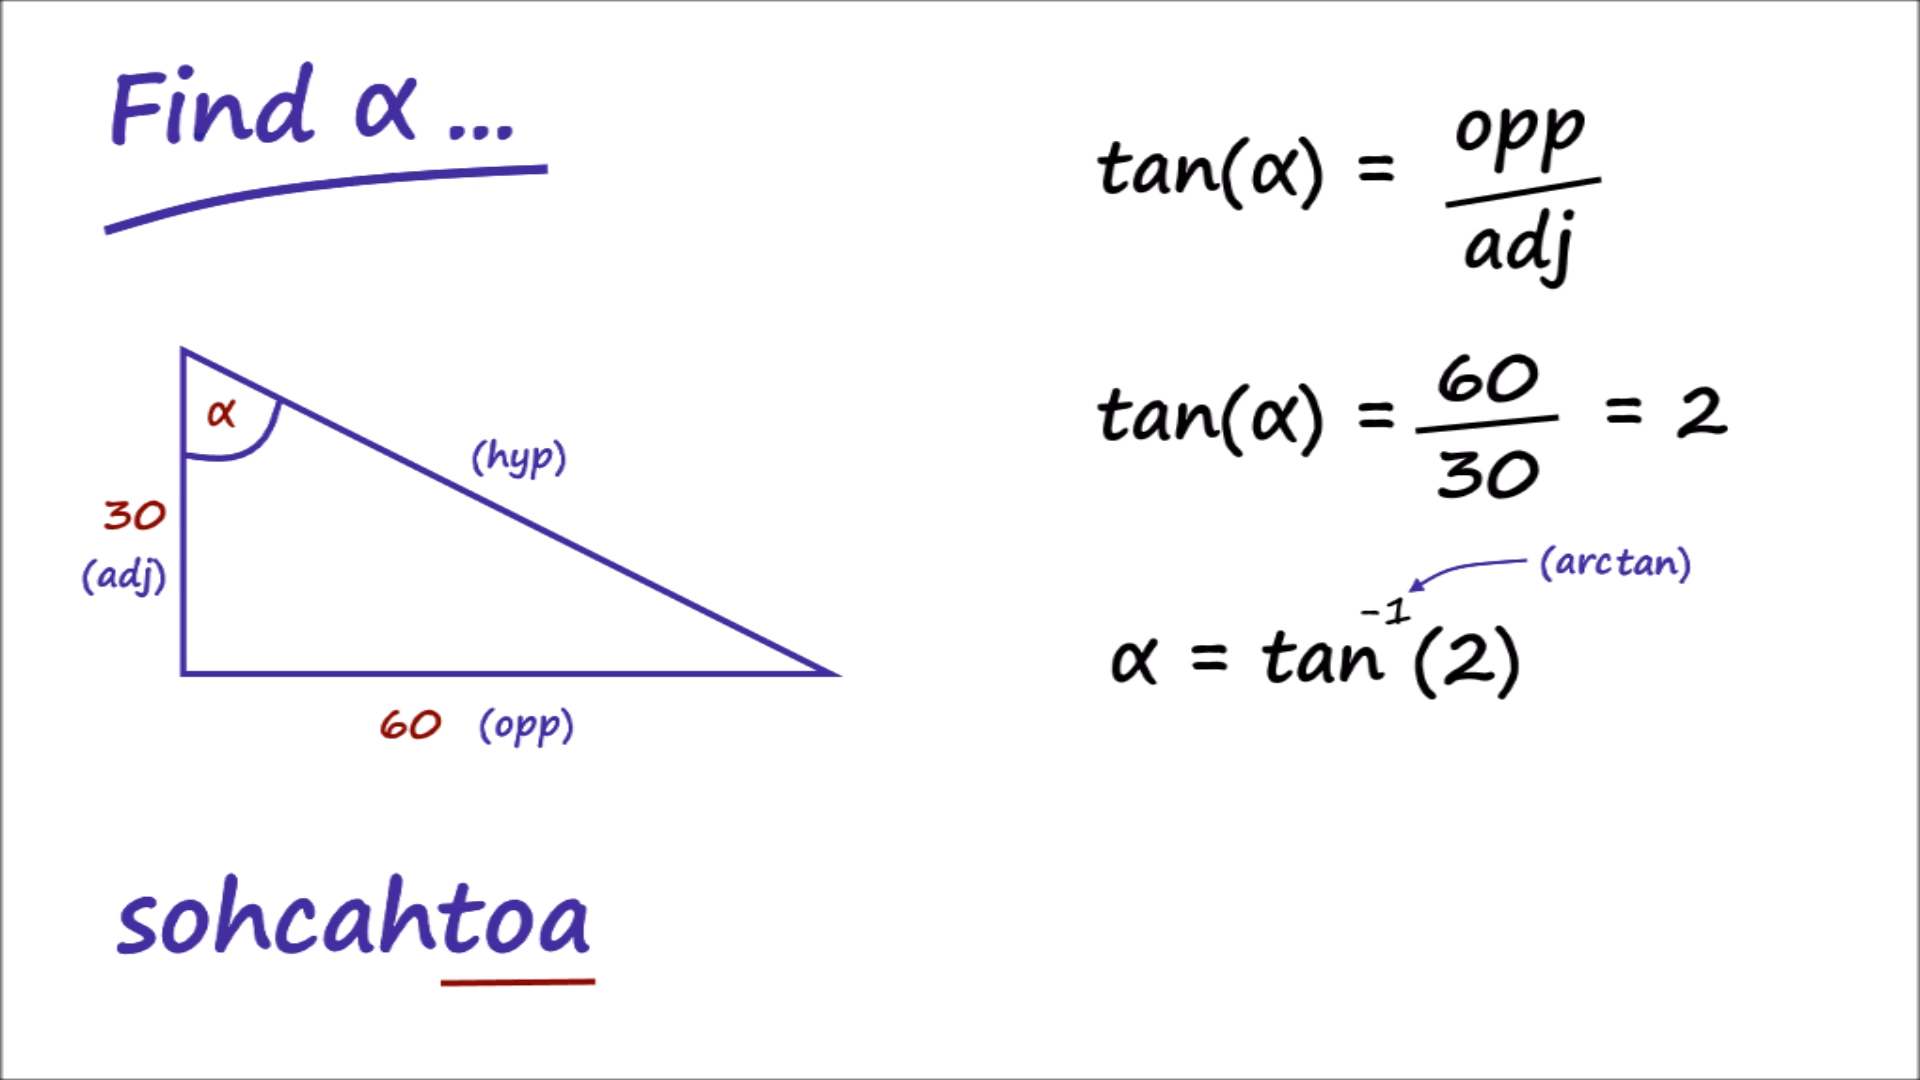 Find α ...
α
(hyp)
30
(adj)
60 (opp)
sohcahtoa
tan(α) = opp/adj
tan(α) = 60/30 = 2
(arctan)
α = tan⁻¹(2)